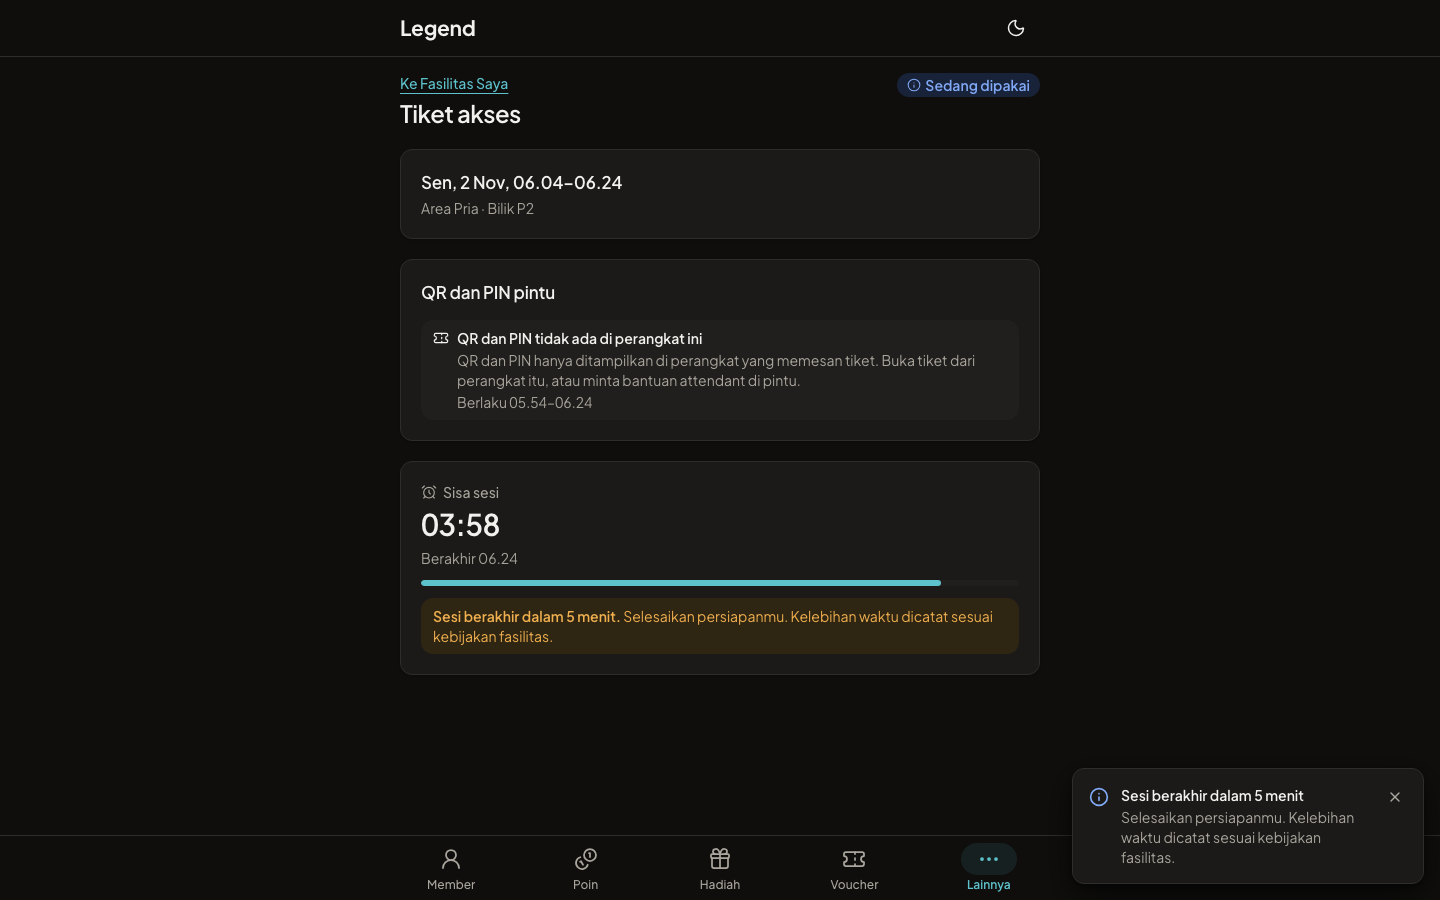 Legend
Ke Fasilitas Saya
Sedang dipakai
Tiket akses
Sen, 2 Nov, 06.04–06.24
Area Pria · Bilik P2
QR dan PIN pintu
QR dan PIN tidak ada di perangkat ini
QR dan PIN hanya ditampilkan di perangkat yang memesan tiket. Buka tiket dari
perangkat itu, atau minta bantuan attendant di pintu.
Berlaku 05.54–06.24
Sisa sesi
03:58
Berakhir 06.24
Sesi berakhir dalam 5 menit. Selesaikan persiapanmu. Kelebihan waktu dicatat sesuai
kebijakan fasilitas.
Sesi berakhir dalam 5 menit
Selesaikan persiapanmu. Kelebihan
waktu dicatat sesuai kebijakan
fasilitas.
Member
Poin
Hadiah
Voucher
Lainnya